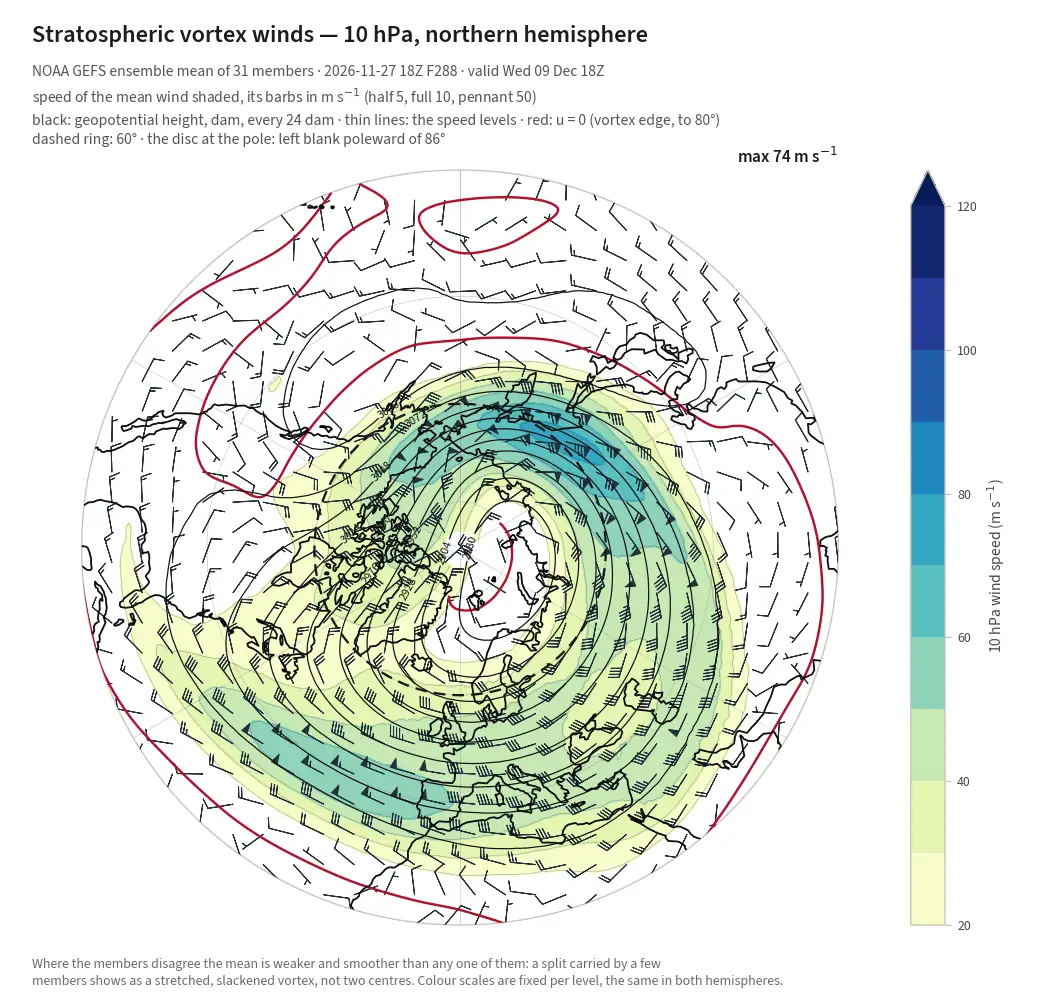 Stratospheric vortex winds — 10 hPa, northern hemisphere
NOAA GEFS ensemble mean of 31 members · 2026-11-27 18Z F288 · valid Wed 09 Dec 18Z
speed of the mean wind shaded, its barbs in m s⁻¹ (half 5, full 10, pennant 50)
black: geopotential height, dam, every 24 dam · thin lines: the speed levels · red: u = 0 (vortex edge, to 80°)
dashed ring: 60° · the disc at the pole: left blank poleward of 86°
max 74 m s⁻¹
120
100
80
60
40
20
10 hPa wind speed (m s⁻¹)
Where the members disagree the mean is weaker and smoother than any one of them: a split carried by a few
members shows as a stretched, slackened vortex, not two centres. Colour scales are fixed per level, the same in both hemispheres.